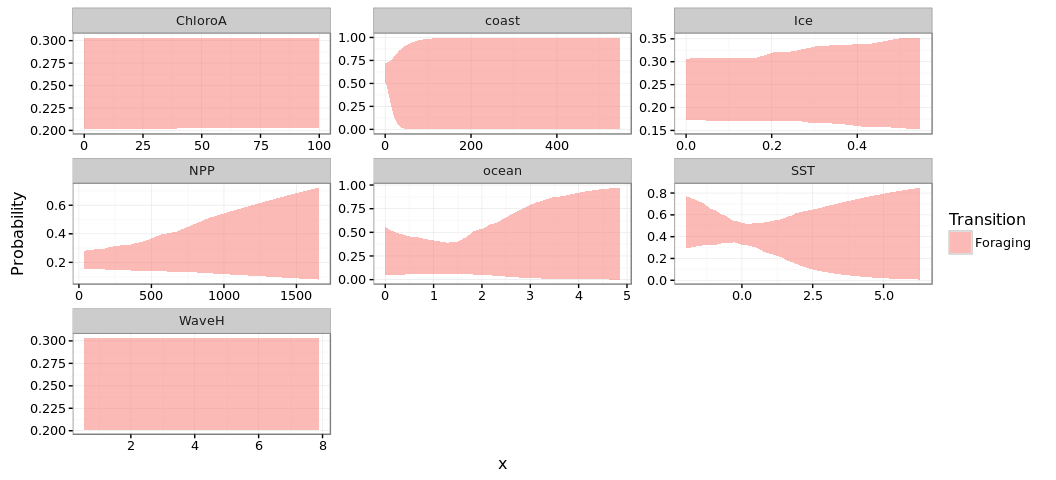 ChloroA
coast
Ice
0.300
0.275
0.250
0.225
0.200
1.00
0.75
0.50
0.25
0.00
0.35
0.30
0.25
0.20
0.15
0 25 50 75 100
0 200 400
0.0 0.2 0.4
NPP
ocean
SST
0.6
0.4
0.2
1.00
0.75
0.50
0.25
0.00
0.8
0.6
0.4
0.2
0.0
0 500 1000 1500
0 1 2 3 4 5
0.0 2.5 5.0
WaveH
0.300
0.275
0.250
0.225
0.200
2 4 6 8
x
Probability
Transition
Foraging